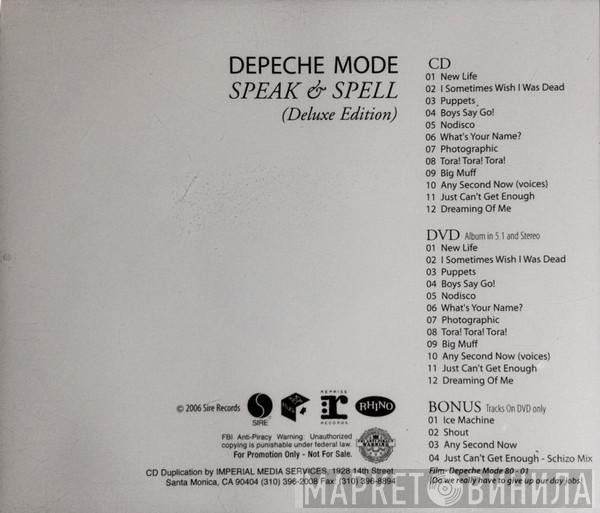 DEPECHE MODE
SPEAK & SPELL
(Deluxe Edition)
CD
01 New Life
02 I Sometimes Wish I Was Dead
03 Puppets
04 Boys Say Go!
05 Nodisco
06 What's Your Name?
07 Photographic
08 Tora! Tora! Tora!
09 Big Muff
10 Any Second Now (voices)
11 Just Can't Get Enough
12 Dreaming Of Me
DVD Album in 5.1 and Stereo
01 New Life
02 I Sometimes Wish I Was Dead
03 Puppets
04 Boys Say Go!
05 Nodisco
06 What's Your Name?
07 Photographic
08 Tora! Tora! Tora!
09 Big Muff
10 Any Second Now (voices)
11 Just Can't Get Enough
12 Dreaming Of Me
BONUS Tracks On DVD only
01 Ice Machine
02 Shout
03 Any Second Now
04 Just Can't Get Enough - Schizo Mix
Film- Depeche Mode 80 - 01
(Do we really have to give up our day jobs)
© 2006 Sire Records
SIRE
REPRISE
RECORDS
RHINO
FBI Anti-Piracy Warning: Unauthorized
copying is punishable under federal law.
For Promotion Only - Not For Sale.
CD Duplication by IMPERIAL MEDIA SERVICES, 1928 14th Street
Santa Monica, CA 90404 (310) 396-2008 Fax: (310) 396-8894
МАРКЕТ ВИНИЛА